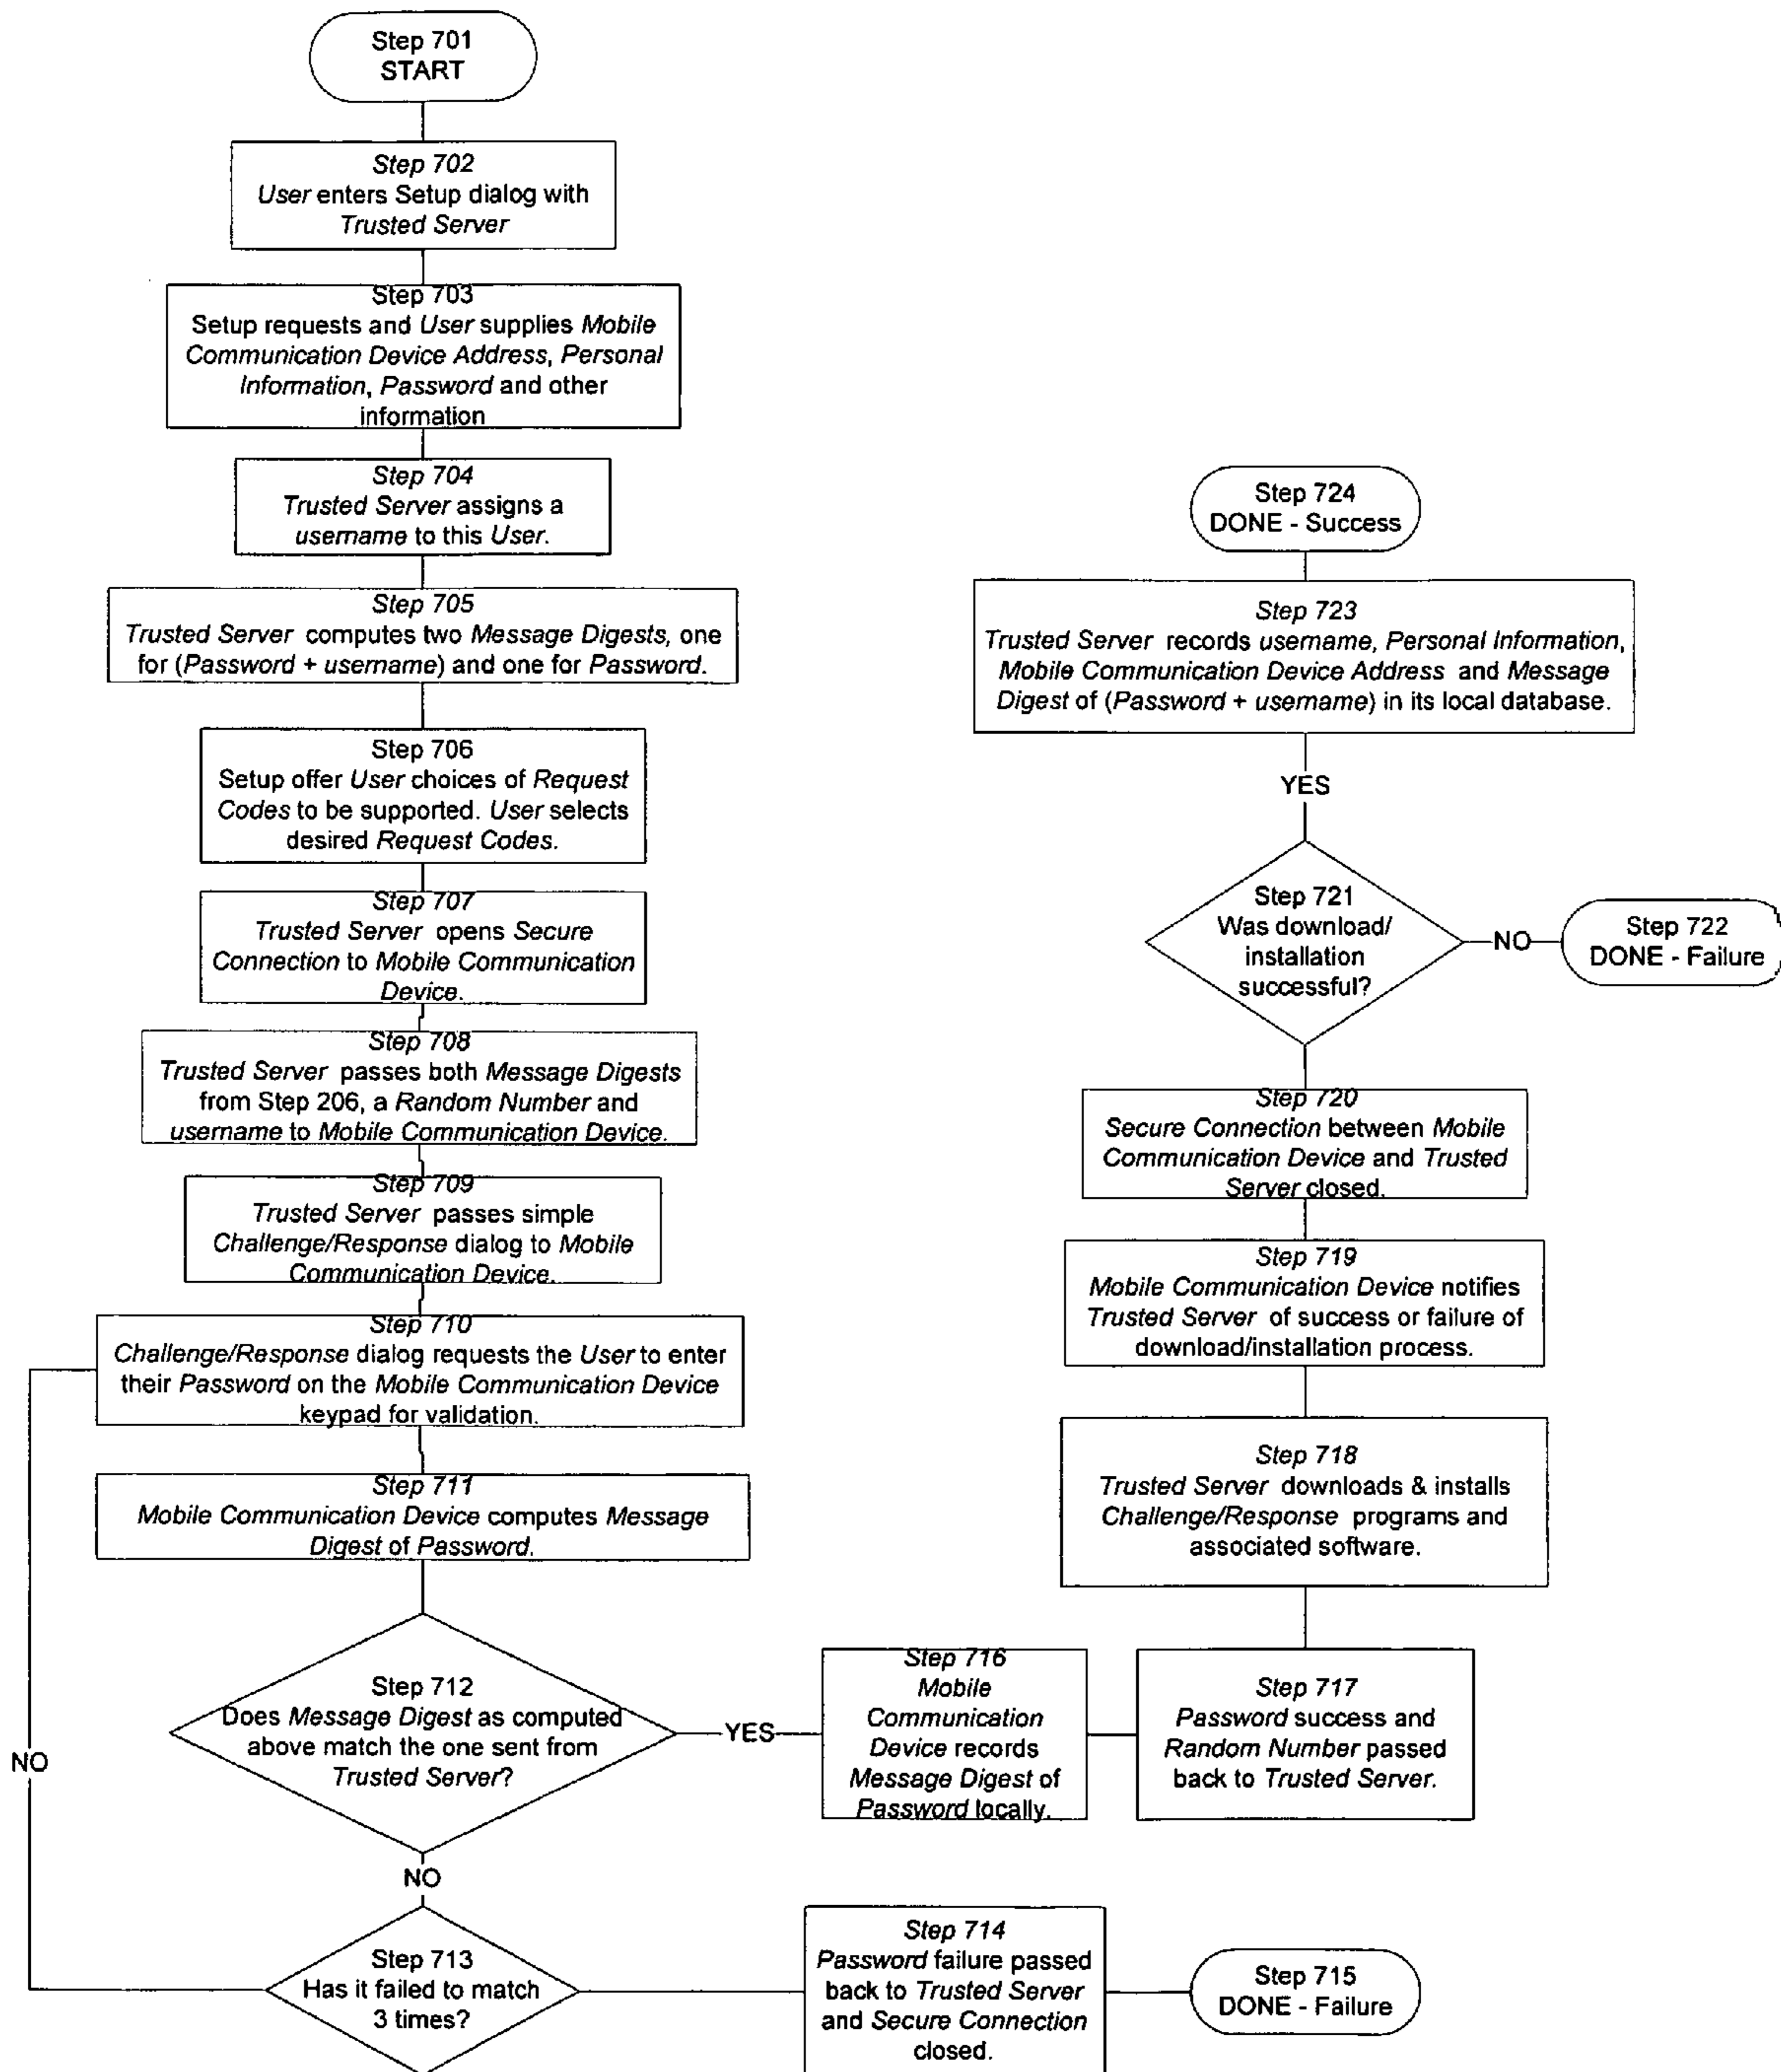 Step 701
START
Step 702
User enters Setup dialog with
Trusted Server
Step 703
Setup requests and User supplies Mobile
Communication Device Address, Personal
Information, Password and other
information
Step 704
Trusted Server assigns a
username to this User.
Step 705
Trusted Server computes two Message Digests, one
for (Password + username) and one for Password.
Step 706
Setup offer User choices of Request
Codes to be supported. User selects
desired Request Codes.
Step 707
Trusted Server opens Secure
Connection to Mobile Communication
Device.
Step 708
Trusted Server passes both Message Digests
from Step 206, a Random Number and
username to Mobile Communication Device.
Step 709
Trusted Server passes simple
Challenge/Response dialog to Mobile
Communication Device.
Step 710
Challenge/Response dialog requests the User to enter
their Password on the Mobile Communication Device
keypad for validation.
Step 711
Mobile Communication Device computes Message
Digest of Password.
Step 712
Does Message Digest as computed
above match the one sent from
Trusted Server?
YES
NO
NO
Step 713
Has it failed to match
3 times?
Step 714
Password failure passed
back to Trusted Server
and Secure Connection
closed.
Step 715
DONE - Failure
Step 716
Mobile
Communication
Device records
Message Digest of
Password locally.
Step 717
Password success and
Random Number passed
back to Trusted Server.
Step 718
Trusted Server downloads & installs
Challenge/Response programs and
associated software.
Step 719
Mobile Communication Device notifies
Trusted Server of success or failure of
download/installation process.
Step 720
Secure Connection between Mobile
Communication Device and Trusted
Server closed.
Step 721
Was download/
installation
successful?
NO
Step 722
DONE - Failure
YES
Step 723
Trusted Server records username, Personal Information,
Mobile Communication Device Address and Message
Digest of (Password + username) in its local database.
Step 724
DONE - Success